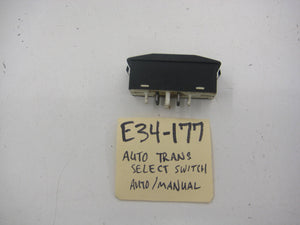 E34-177
AUTO TRANS
SELECT SWITCH
AUTO/MANUAL